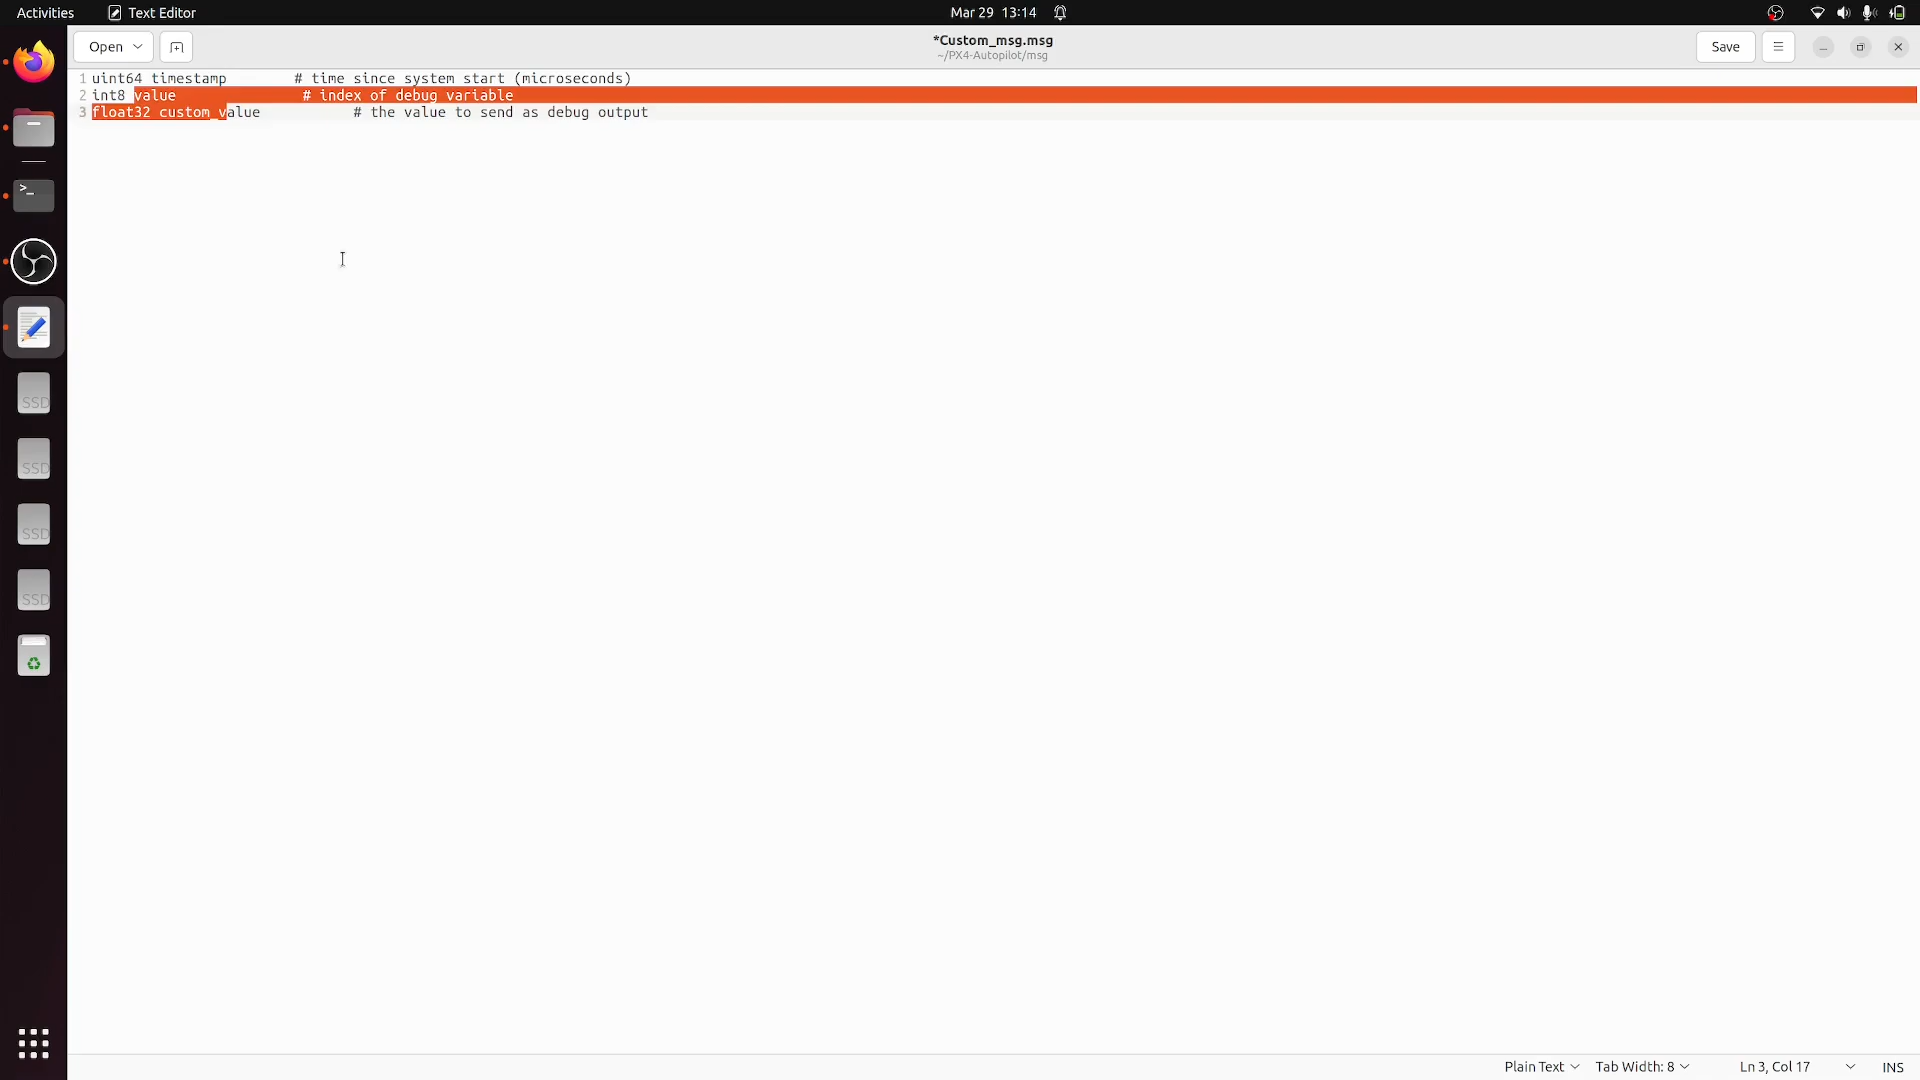 Activities Text Editor Mar 29 13:14
Open *Custom_msg.msg Save
~/PX4-Autopilot/msg
1 uint64 timestamp # time since system start (microseconds)
2 int8 value # index of debug variable
3 float32 custom_value # the value to send as debug output
>_
SSD
SSD
SSD
SSD
Plain Text Tab Width: 8 Ln 3, Col 17 INS